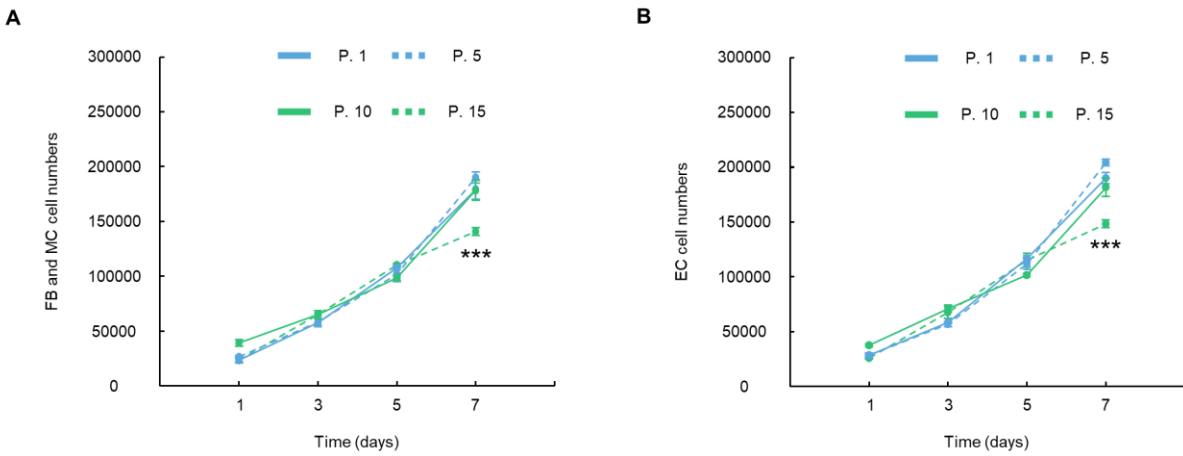 A
FB and MC cell numbers
300000
250000
200000
150000
100000
50000
0
P. 1
P. 5
P. 10
P. 15
***
1 3 5 7
Time (days)
B
EC cell numbers
300000
250000
200000
150000
100000
50000
0
P. 1
P. 5
P. 10
P. 15
***
1 3 5 7
Time (days)